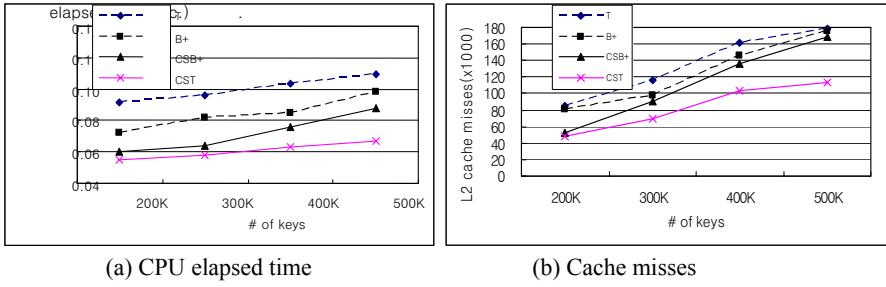 elapsed
B+
CSB+
CST
0.10
0.08
0.06
0.04
200K 300K 400K 500K
# of keys
(a) CPU elapsed time
L2 cache misses(x1000)
T
B+
CSB+
CST
180
160
140
120
100
80
60
40
20
0
200K 300K 400K 500K
# of keys
(b) Cache misses